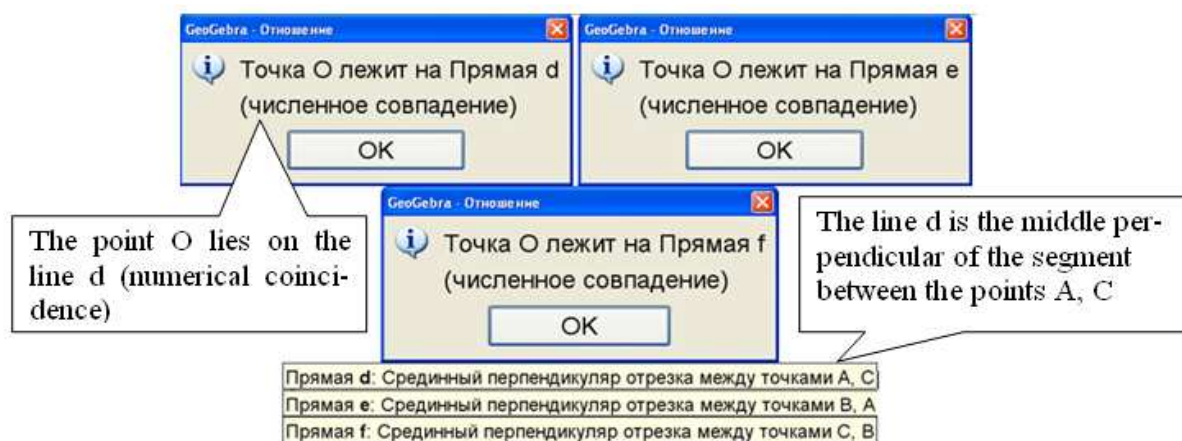 GeoGebra - Отношение
Точка O лежит на Прямая d
(численное совпадение)
OK
GeoGebra - Отношение
Точка O лежит на Прямая e
(численное совпадение)
OK
The point O lies on the
line d (numerical coinci-
dence)
GeoGebra - Отношение
Точка O лежит на Прямая f
(численное совпадение)
OK
The line d is the middle per-
pendicular of the segment
between the points A, C
Прямая d: Срединный перпендикуляр отрезка между точками A, C
Прямая e: Срединный перпендикуляр отрезка между точками B, A
Прямая f: Срединный перпендикуляр отрезка между точками C, B